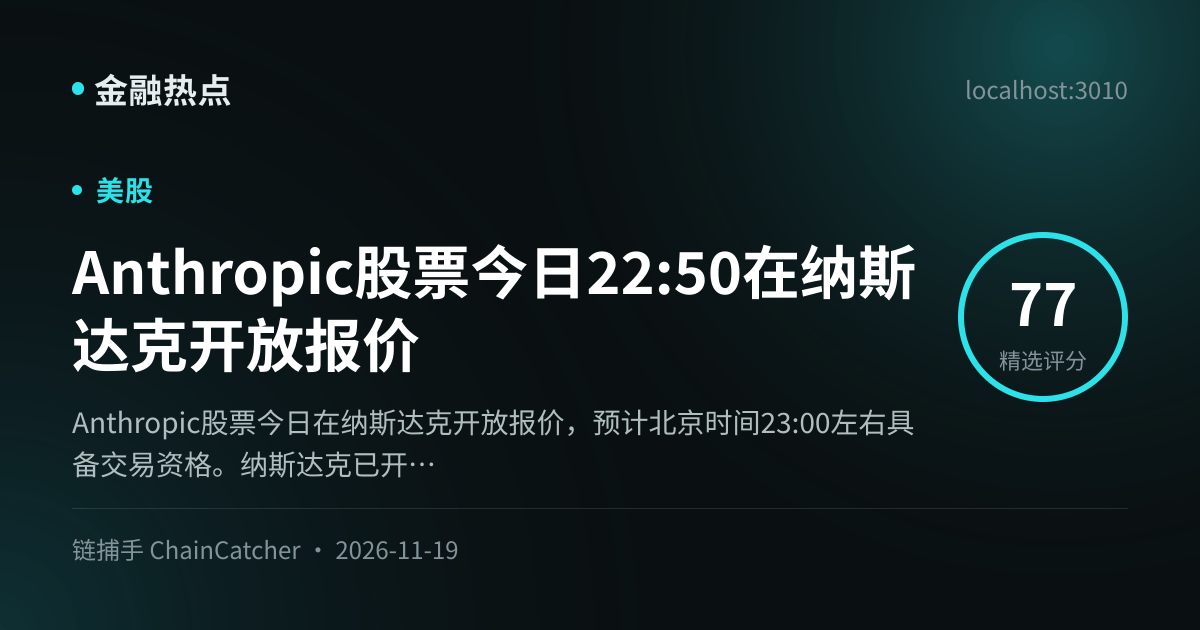 金融热点
localhost:3010
美股
Anthropic股票今日22:50在纳斯
达克开放报价
77
精选评分
Anthropic股票今日在纳斯达克开放报价，预计北京时间23:00左右具
备交易资格。纳斯达克已开…
链捕手 ChainCatcher · 2026-11-19